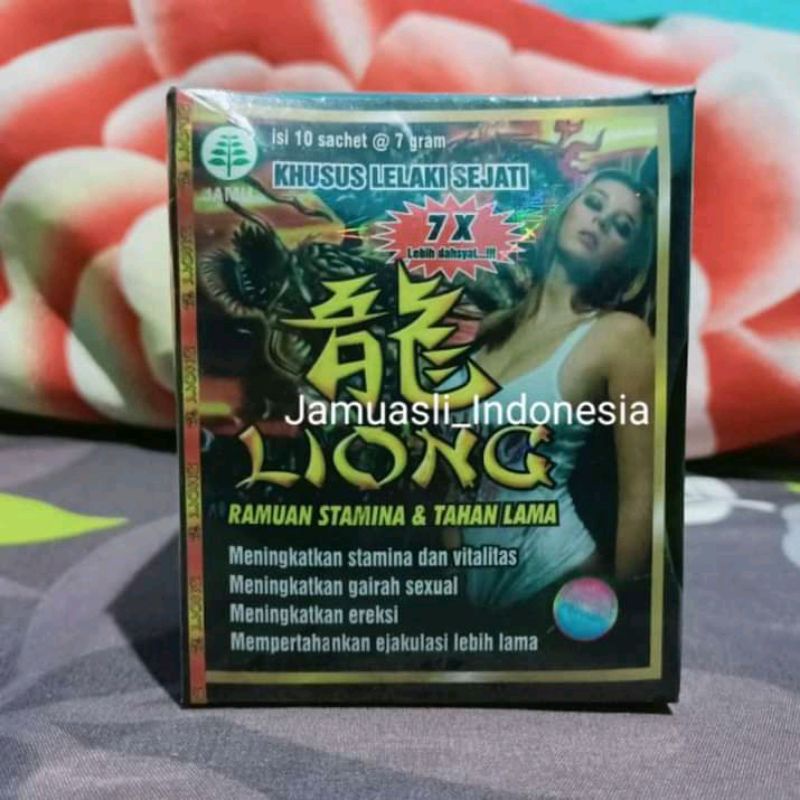 isi 10 sachet @ 7 gram
JAMU
KHUSUS LELAKI SEJATI
7 X
Lebih dahsyat...!!!
龍
Jamuasli_Indonesia
LIONG
RAMUAN STAMINA & TAHAN LAMA
Meningkatkan stamina dan vitalitas
Meningkatkan gairah sexual
Meningkatkan ereksi
Mempertahankan ejakulasi lebih lama